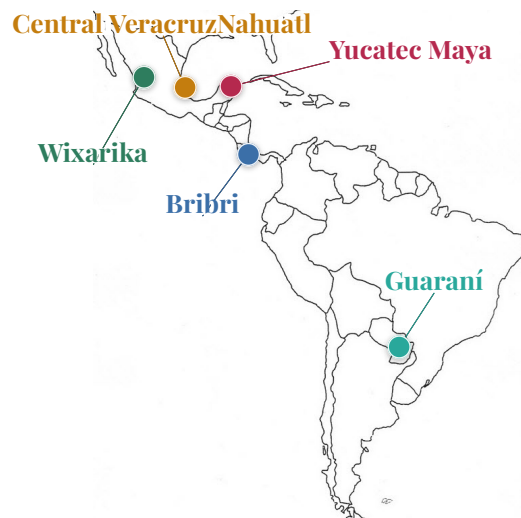 Central VeracruzNahuatl
Yucatec Maya
Wixarika
Bribri
Guaraní